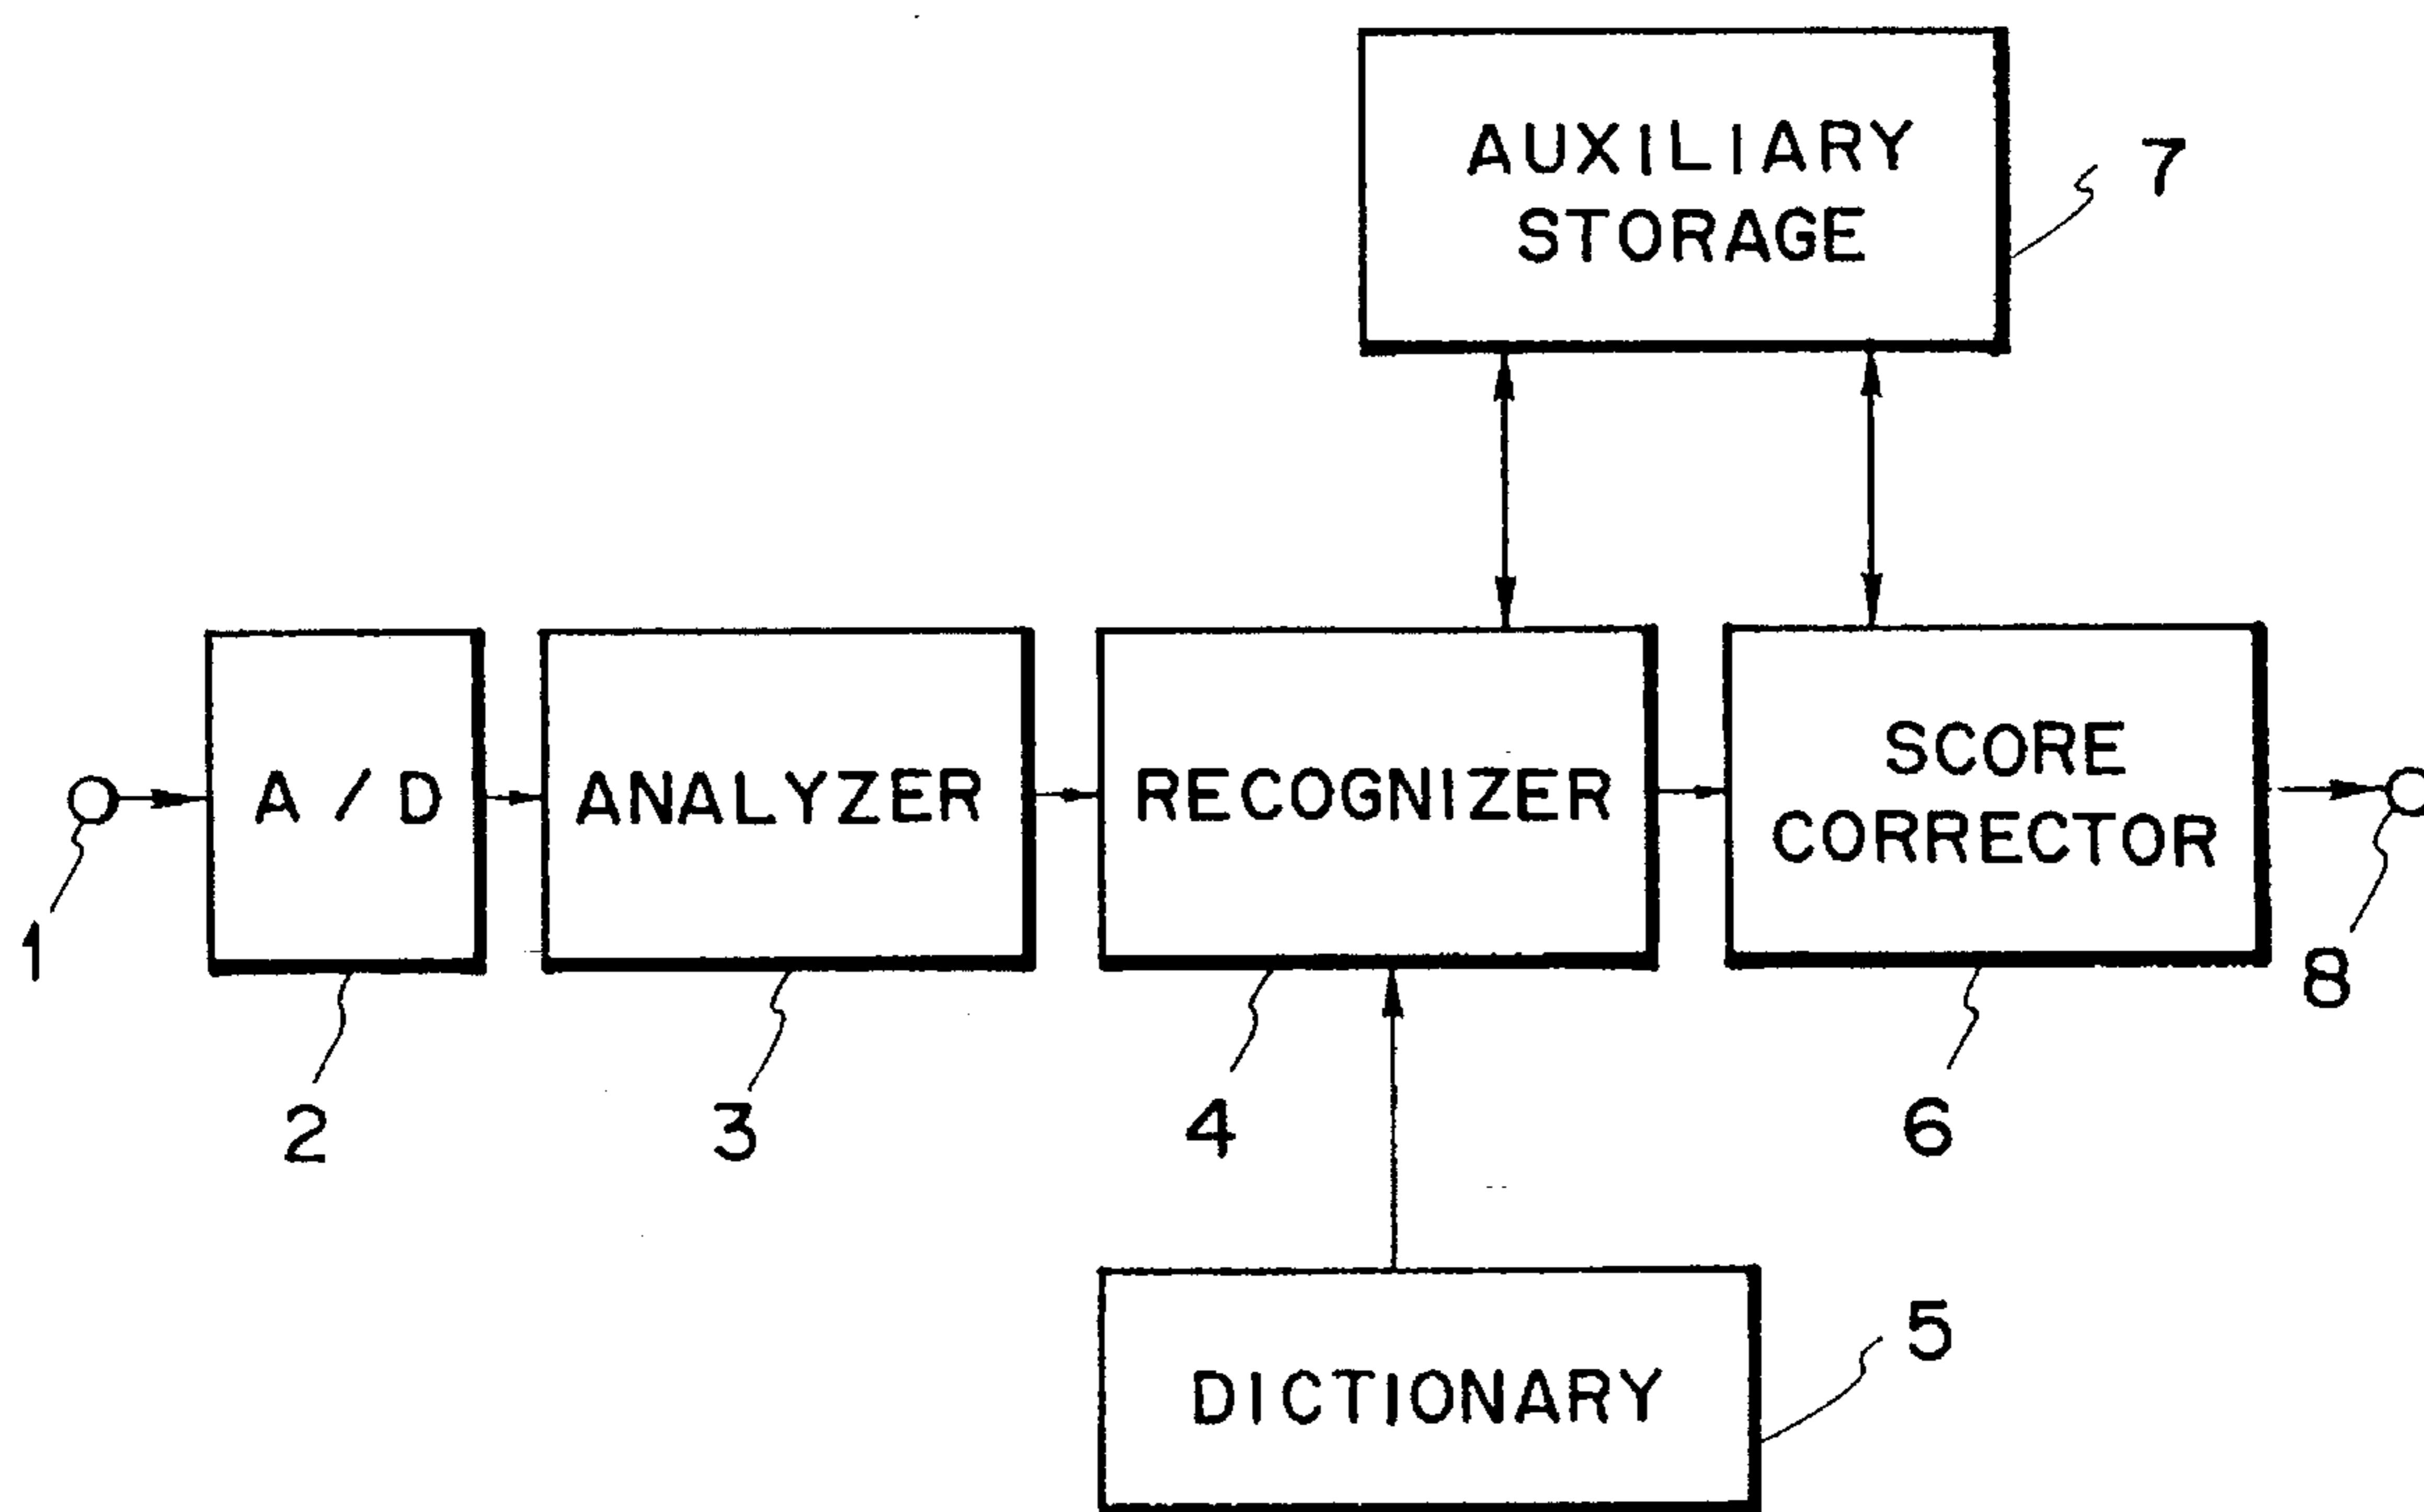 AUXILIARY
STORAGE
7
A / D
ANALYZER
RECOGNIZER
SCORE
CORRECTOR
1
2
3
4
6
8
DICTIONARY
5